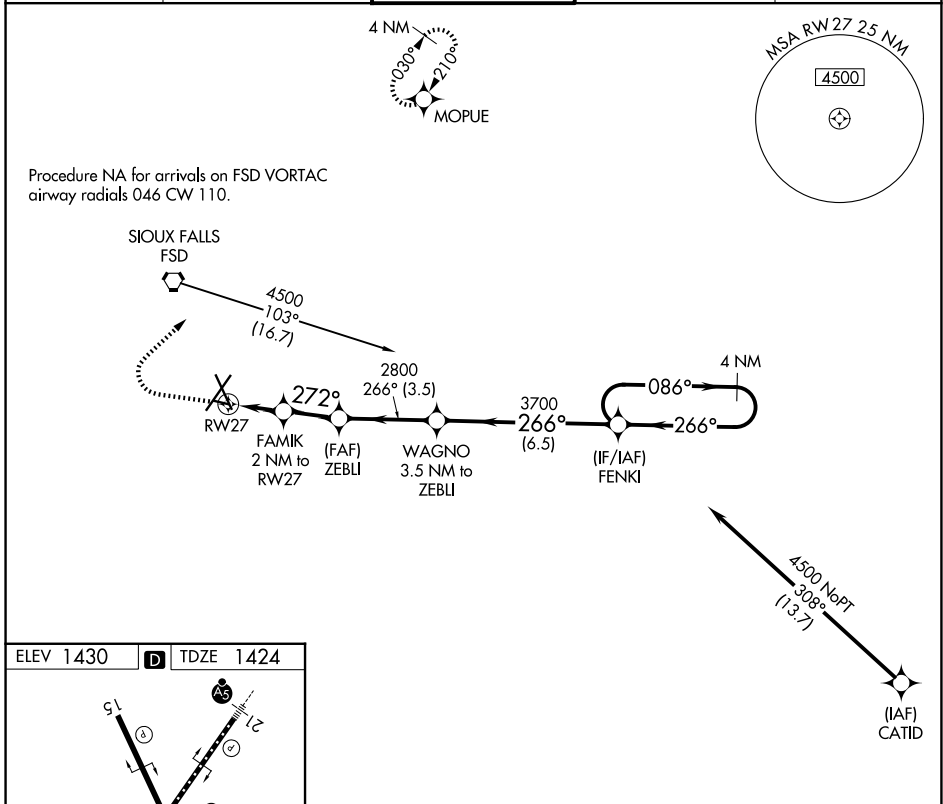 4 NM
030°
210°
MOPUE
MSA RW27 25 NM
4500
Procedure NA for arrivals on FSD VORTAC
airway radials 046 CW 110.
SIOUX FALLS
FSD
4500
103°
(16.7)
2800
266° (3.5)
4 NM
086°
266°
3700
266°
(6.5)
272°
RW27
FAMIK
2 NM to
RW27
(FAF)
ZEBLI
WAGNO
3.5 NM to
ZEBLI
(IF/IAF)
FENKI
4500 NoPT
308°
(13.7)
(IAF)
CATID
ELEV 1430
D
TDZE 1424
15
P
A5
21
P